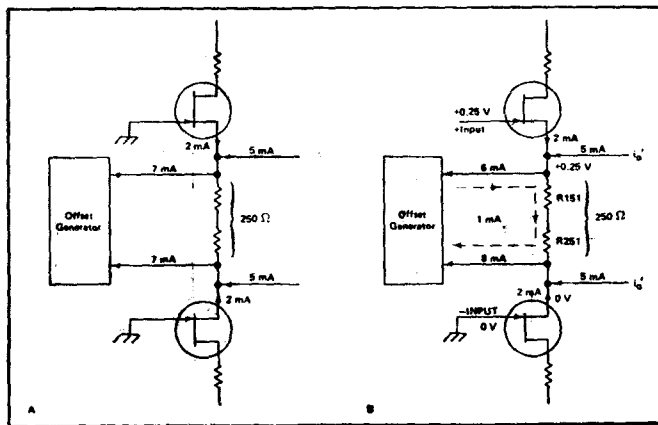 2 mA
5 mA
7 mA
Offset
Generator
250 Ω
7 mA
5 mA
2 mA
A
+0.25 V
+Input
2 mA
5 mA
+0.25 V
6 mA
Offset
Generator
1 mA
R151
R251
250 Ω
8 mA
5 mA
2 mA
0 V
-INPUT
0 V
B